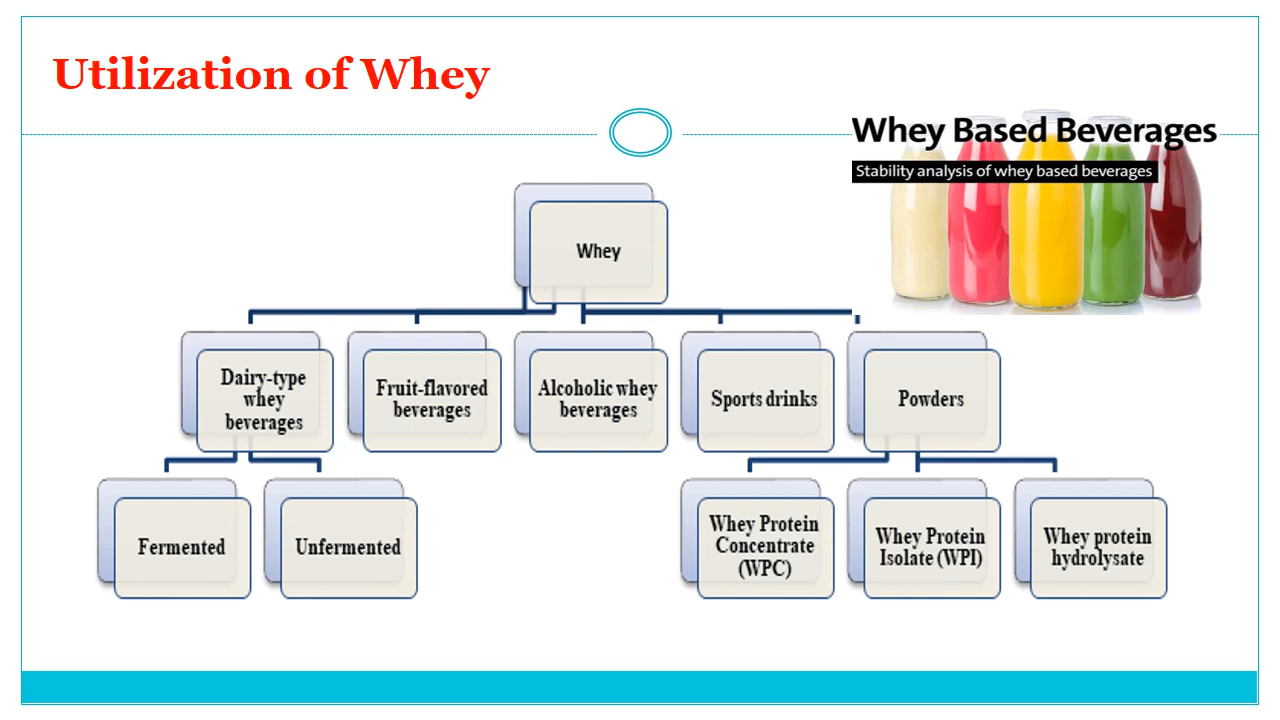 Utilization of Whey
Whey Based Beverages
Stability analysis of whey based beverages
Whey
Dairy-type
whey
beverages
Fruit-flavored
beverages
Alcoholic whey
beverages
Sports drinks
Powders
Fermented
Unfermented
Whey Protein
Concentrate
(WPC)
Whey Protein
Isolate (WPI)
Whey protein
hydrolysate